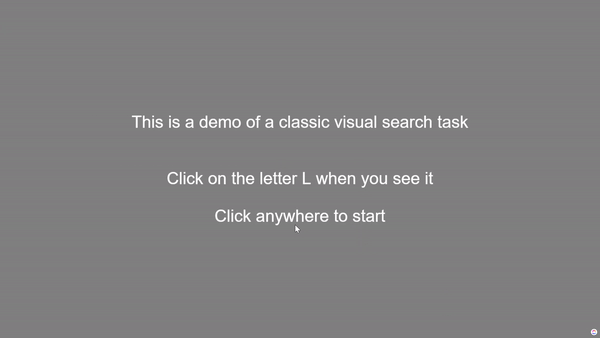 This is a demo of a classic visual search task
Click on the letter L when you see it
Click anywhere to start